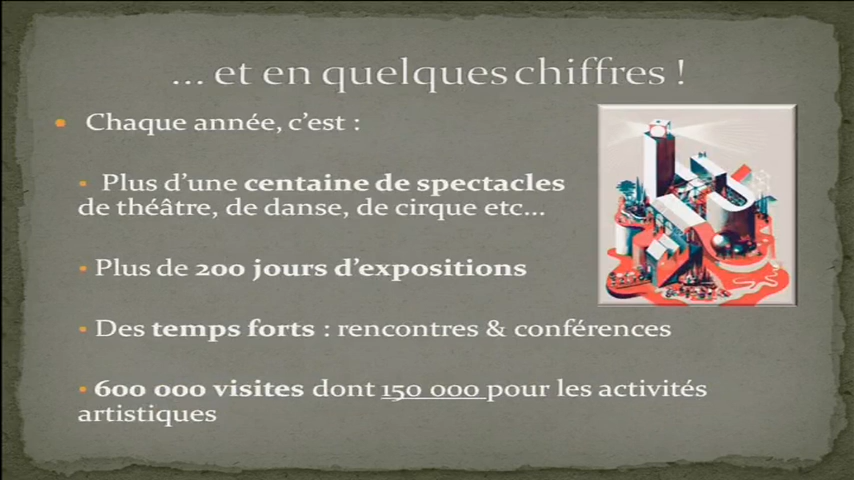 ... et en quelques chiffres !
• Chaque année, c’est :
▪ Plus d’une centaine de spectacles
de théâtre, de danse, de cirque etc...
▪ Plus de 200 jours d’expositions
▪ Des temps forts : rencontres & conférences
▪ 600 000 visites dont 150 000 pour les activités
artistiques